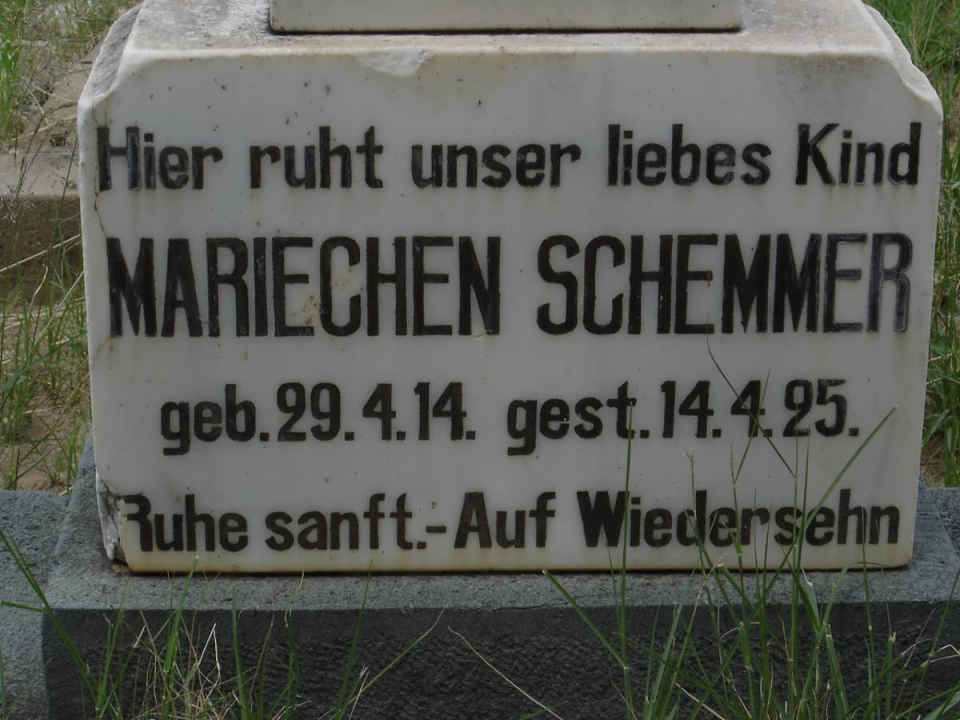 Hier ruht unser liebes Kind
MARIECHEN SCHEMMER
geb. 29. 4. 14. gest. 14. 4. 25.
Ruhe sanft.- Auf Wiedersehn